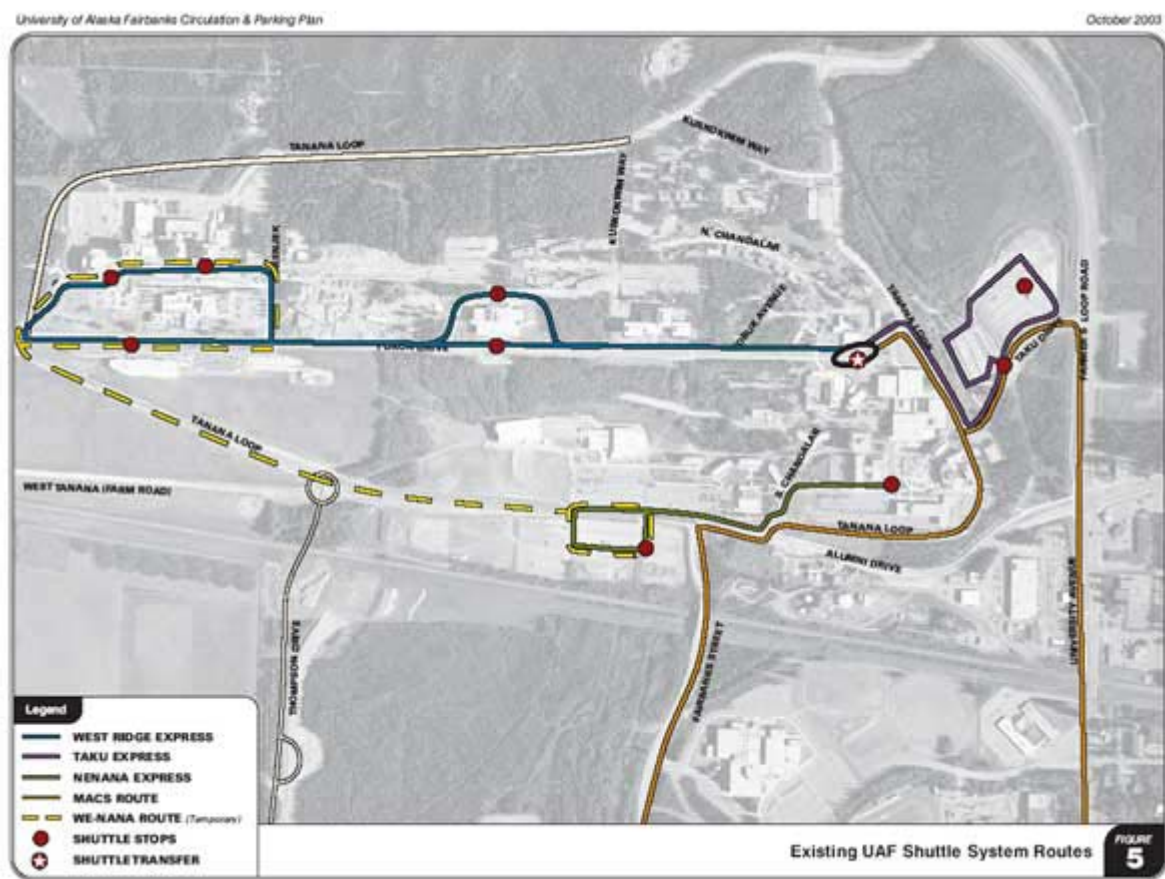 University of Alaska Fairbanks Circulation & Parking Plan
October 2003
TANANA LOOP
KUSKOKWIM WAY
KUSKOKWIM WAY
N. CHANDALAR
TANANA LOOP
TAKU DRIVE
FARMER'S LOOP ROAD
YUKON DRIVE
TANANA LOOP
WEST TANANA (FARM ROAD)
S. CHANDALAR
TANANA LOOP
ALUMNI DRIVE
THOMPSON DRIVE
FAIRBANKS STREET
UNIVERSITY AVENUE
Legend
WEST RIDGE EXPRESS
TAKU EXPRESS
NENANA EXPRESS
MACS ROUTE
WE-NANA ROUTE (Temporary)
SHUTTLE STOPS
SHUTTLE TRANSFER
Existing UAF Shuttle System Routes
FIGURE
5